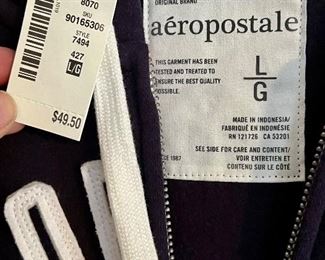 8070
SKU
90165306
STYLE
7494
427
L/G
$49.50
ORIGINAL BRAND
aéropostale
THIS GARMENT HAS BEEN
TESTED AND TREATED TO
ENSURE THE BEST QUALITY
POSSIBLE.
L
G
MADE IN INDONESIA/
FABRIQUÉ EN INDONÉSIE
RN 121726 CA 53201
SEE SIDE FOR CARE AND CONTENT/
VOIR ENTRETIEN ET
CONTENU SUR LE CÔTÉ
1987